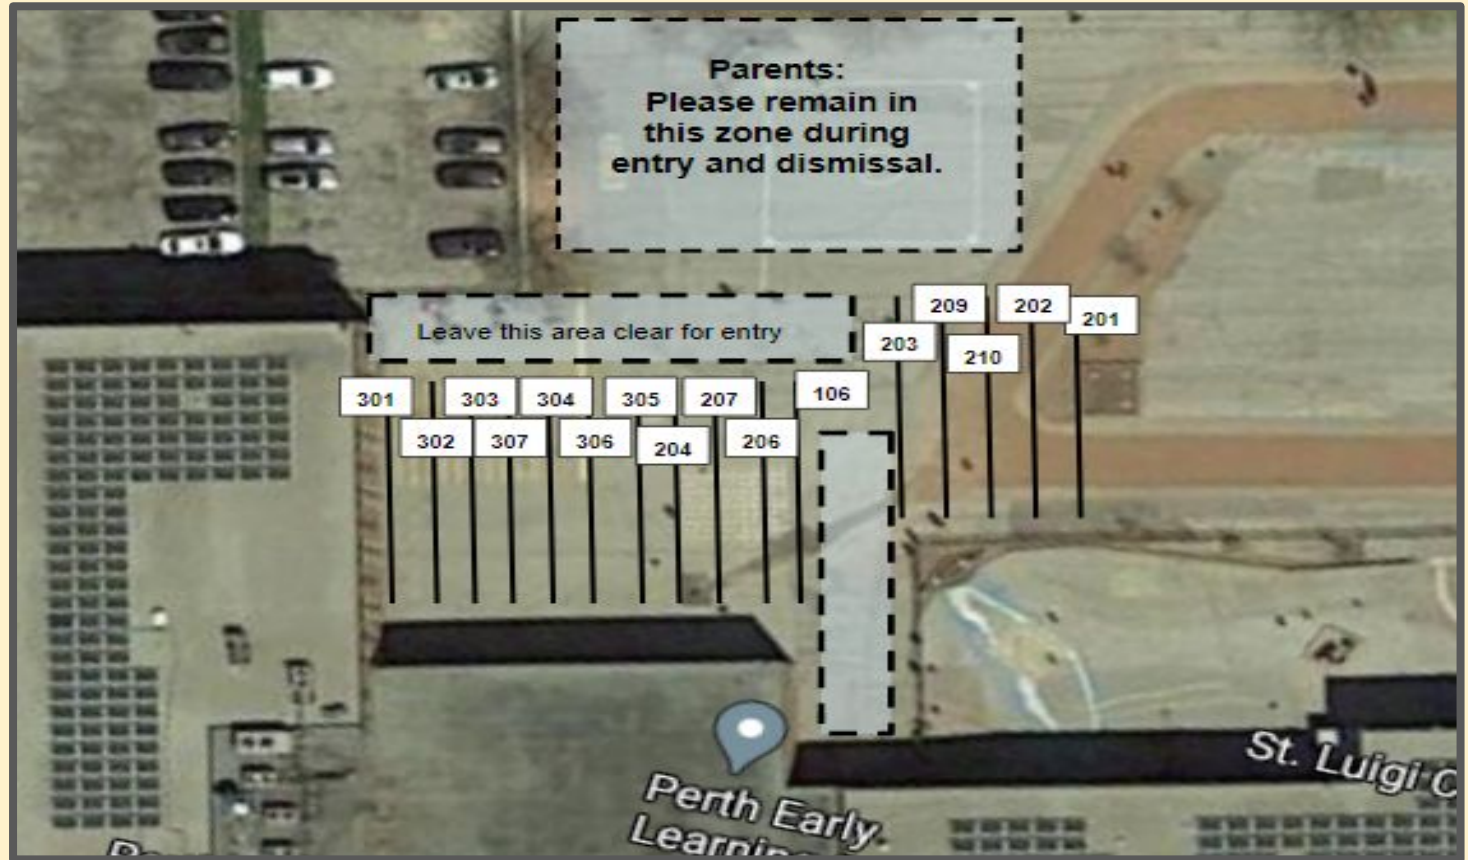 Parents:
Please remain in
this zone during
entry and dismissal.
Leave this area clear for entry
209
202
201
203
210
106
301
303
304
305
207
302
307
306
204
206
St. Luigi C
Perth Early
Learning